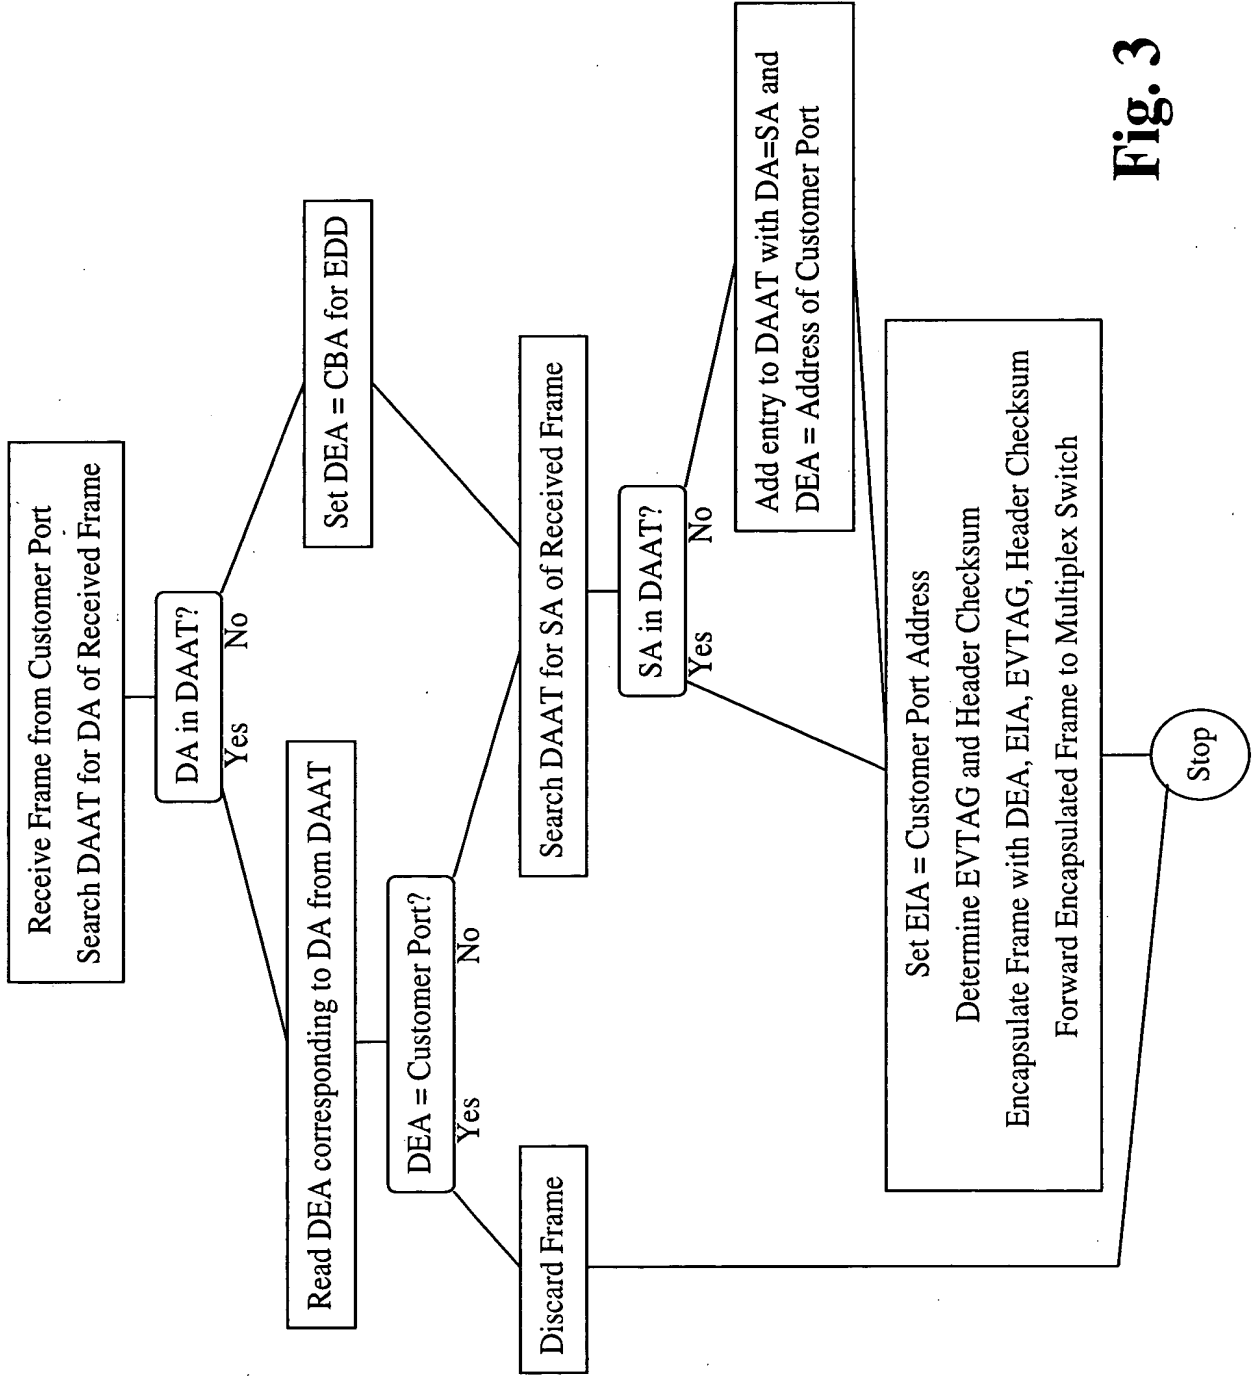 Receive Frame from Customer Port
Search DAAT for DA of Received Frame
DA in DAAT?
Yes
No
Read DEA corresponding to DA from DAAT
Set DEA = CBA for EDD
DEA = Customer Port?
Yes
No
Discard Frame
Search DAAT for SA of Received Frame
SA in DAAT?
Yes
No
Add entry to DAAT with DA=SA and
DEA = Address of Customer Port
Set EIA = Customer Port Address
Determine EVTAG and Header Checksum
Encapsulate Frame with DEA, EIA, EVTAG, Header Checksum
Forward Encapsulated Frame to Multiplex Switch
Stop
Fig. 3